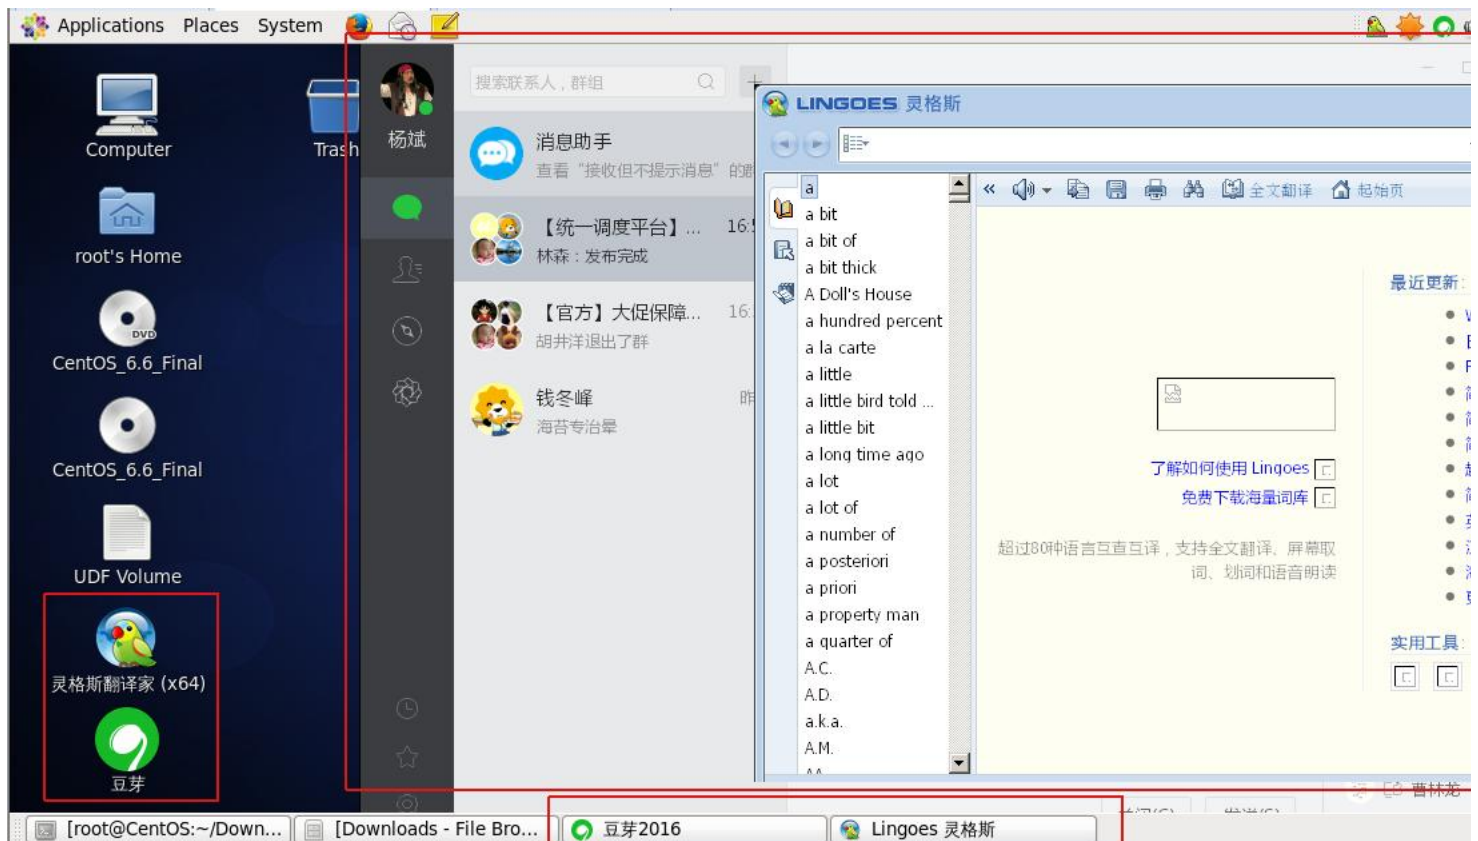 Applications Places System
Computer
Trash
root's Home
CentOS_6.6_Final
CentOS_6.6_Final
UDF Volume
灵格斯翻译家 (x64)
豆芽
杨斌
搜索联系人，群组
消息助手
查看“接收但不提示消息”的
【统一调度平台】... 16:
林森：发布完成
【官方】大促保障... 16:
胡井洋退出了群
钱冬峰 昨
海苔专治晕
LINGOES 灵格斯
全文翻译 起始页
a
a bit
a bit of
a bit thick
A Doll's House
a hundred percent
a la carte
a little
a little bird told ...
a little bit
a long time ago
a lot
a lot of
a number of
a posteriori
a priori
a property man
a quarter of
A.C.
A.D.
a.k.a.
A.M.
最近更新:
了解如何使用 Lingoes
免费下载海量词库
超过80种语言互查互译，支持全文翻译、屏幕取
词、划词和语音朗读
实用工具:
曹林龙
[root@CentOS:~/Down...
[Downloads - File Bro...
豆芽2016
Lingoes 灵格斯